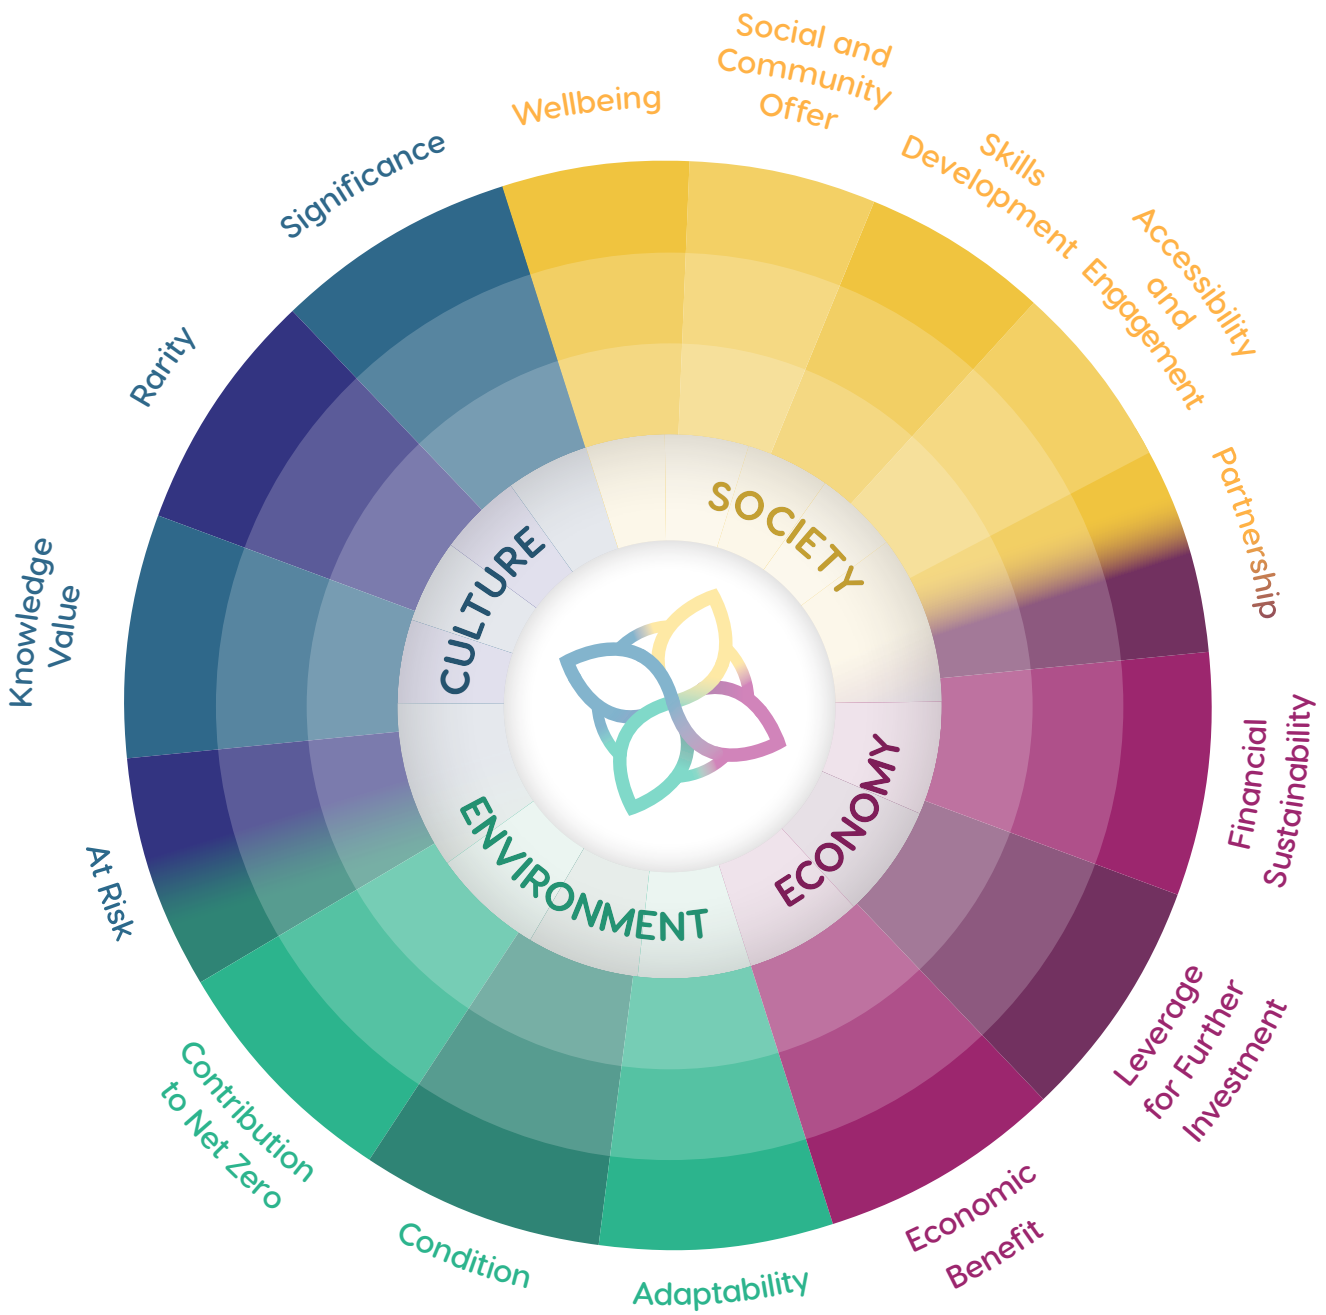 Social and
Community
Offer
Wellbeing
Skills
Development
Accessibility
and
Engagement
Partnership
Financial
Sustainability
Leverage
for Further
Investment
Economic
Benefit
Adaptability
Condition
Contribution
to Net Zero
At Risk
Knowledge
Value
Rarity
Significance
SOCIETY
ECONOMY
ENVIRONMENT
CULTURE